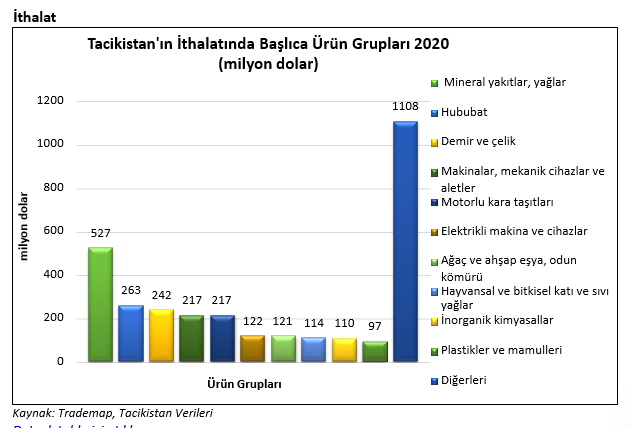 İthalat
Tacikistan'ın İthalatında Başlıca Ürün Grupları 2020
(milyon dolar)
milyon dolar
1200
1000
800
600
400
200
0
527
263
242
217
217
122
121
114
110
97
1108
Ürün Grupları
Mineral yakıtlar, yağlar
Hububat
Demir ve çelik
Makinalar, mekanik cihazlar ve
aletler
Motorlu kara taşıtları
Elektrikli makina ve cihazlar
Ağaç ve ahşap eşya, odun
kömürü
Hayvansal ve bitkisel katı ve sıvı
yağlar
İnorganik kimyasallar
Plastikler ve mamulleri
Diğerleri
Kaynak: Trademap, Tacikistan Verileri